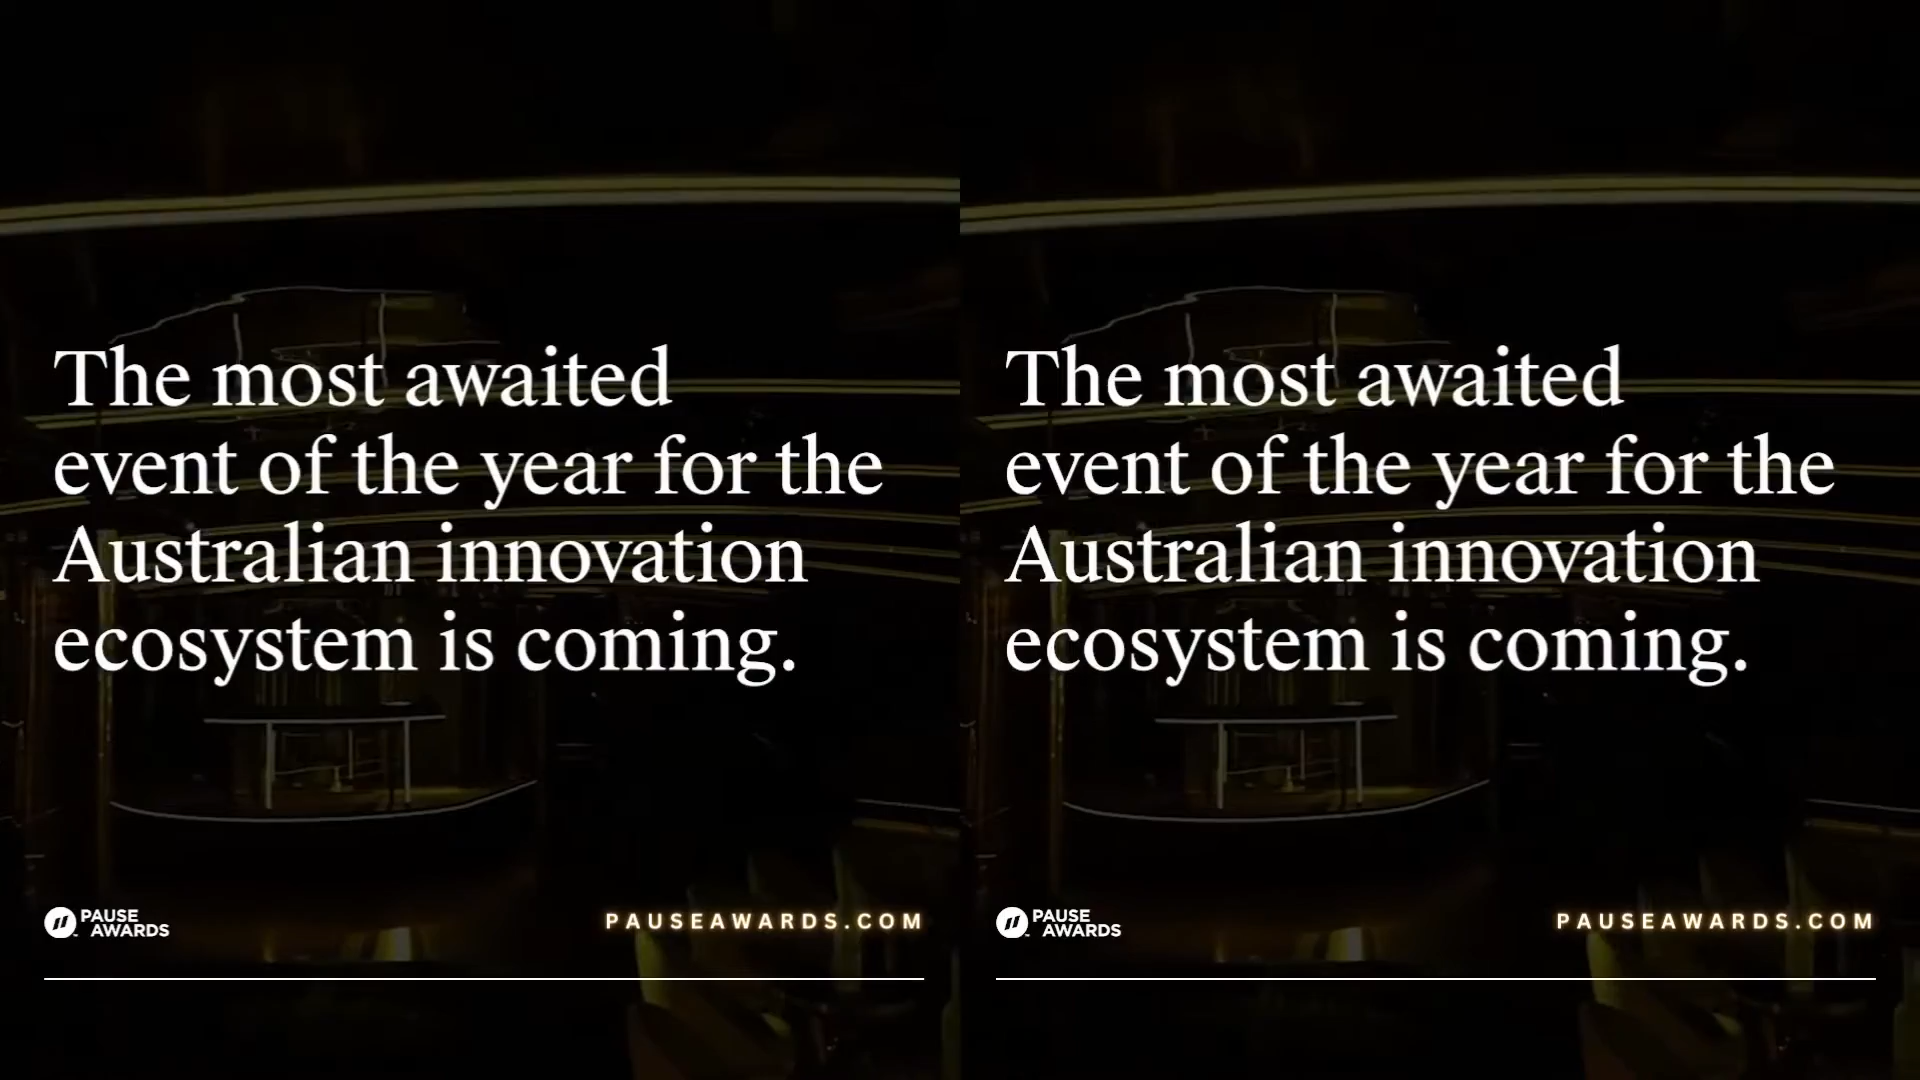 The most awaited
event of the year for the
Australian innovation
ecosystem is coming.
PAUSE
AWARDS
PAUSEAWARDS.COM
The most awaited
event of the year for the
Australian innovation
ecosystem is coming.
PAUSE
AWARDS
PAUSEAWARDS.COM